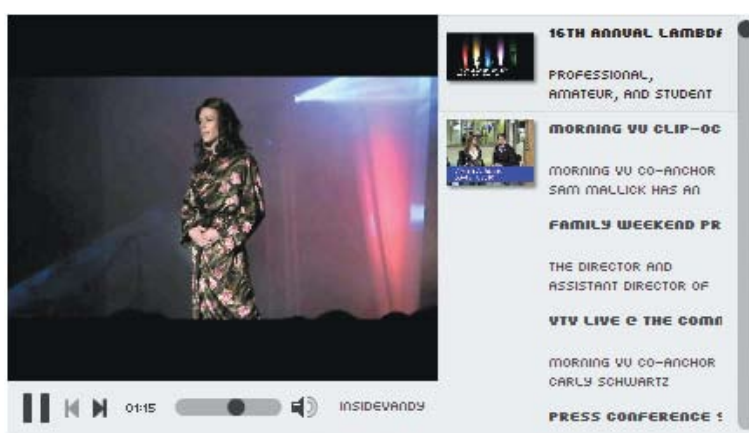 16TH ANNUAL LAMBDA
PROFESSIONAL,
AMATEUR, AND STUDENT
MORNING VU CLIP-OC
MORNING VU CO-ANCHOR
SAM MALLICK HAS AN
FAMILY WEEKEND PR
THE DIRECTOR AND
ASSISTANT DIRECTOR OF
VTV LIVE @ THE COMM
MORNING VU CO-ANCHOR
CARLY SCHWARTZ
PRESS CONFERENCE
01:15
INSIDEVANDY